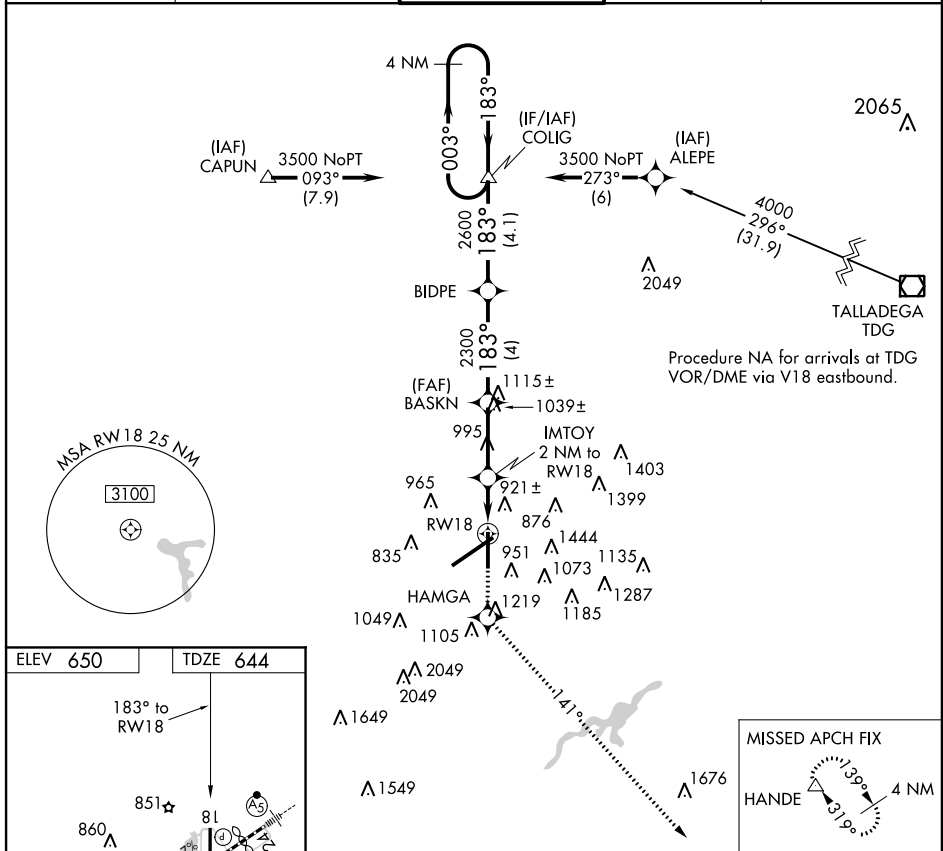 4 NM
183°
003°
(IF/IAF)
COLIG
(IAF)
CAPUN
3500 NoPT
093°
(7.9)
3500 NoPT
273°
(6)
(IAF)
ALEPE
2065
4000
296°
(31.9)
2049
TALLADEGA
TDG
Procedure NA for arrivals at TDG
VOR/DME via V18 eastbound.
2600
183°
(4.1)
BIDPE
2300
183°
(4)
(FAF)
BASKN
1115±
1039±
995
IMTOY
2 NM to
RW18
1403
1399
965
921±
876
RW18
835
951
1444
1073
1135
1287
1185
HAMGA
1219
1049
1105
2049
2049
1649
1549
141°
1676
MSA RW18 25 NM
3100
ELEV 650
TDZE 644
183° to
RW18
851
18
A5
P
860
MISSED APCH FIX
HANDE
139°
319°
4 NM